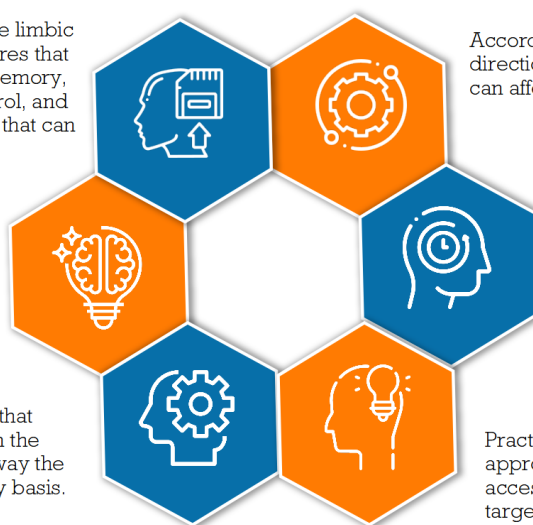 e limbic
res that
emory,
rol, and
that can
Accord
directio
can affe
that
n the
way the
y basis.
Pract
appro
acces
targe